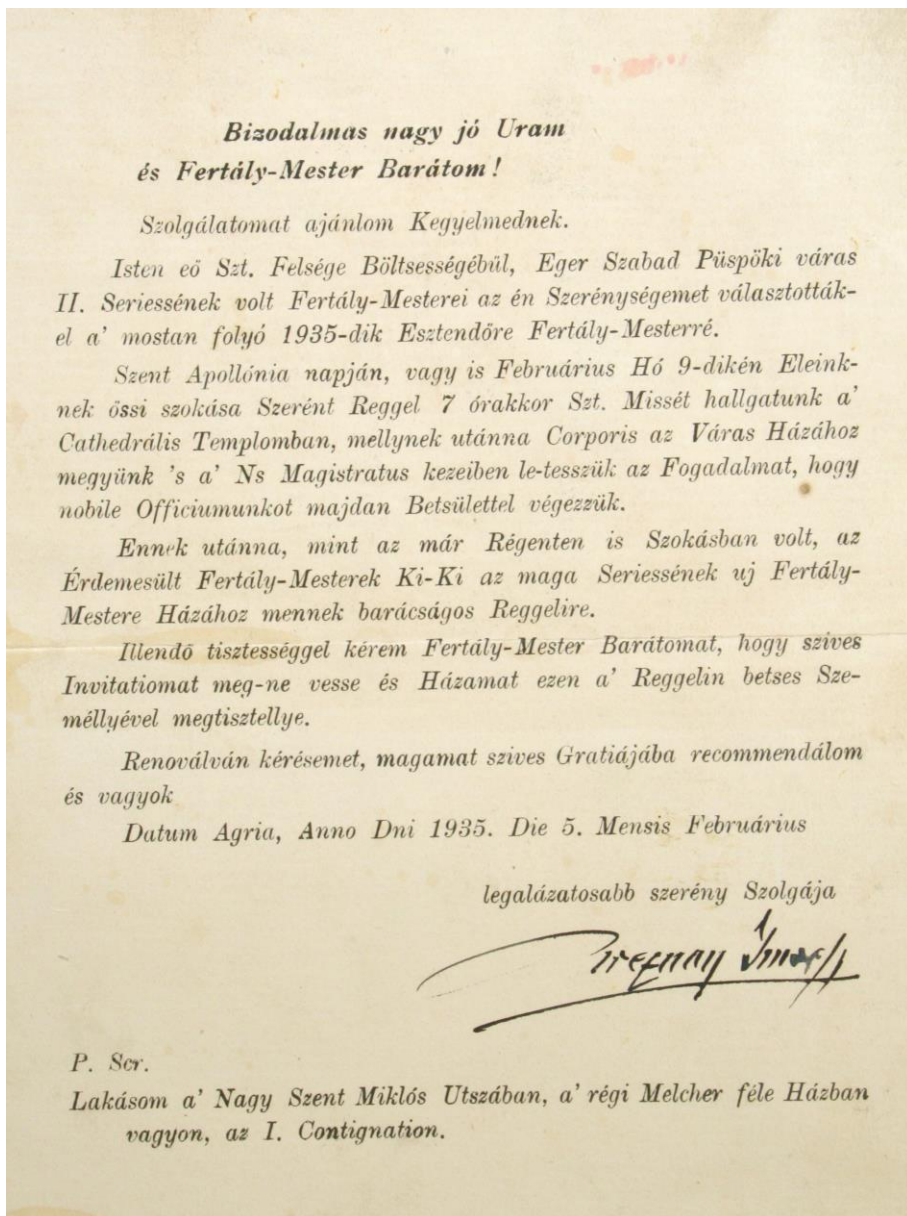 Bizodalmas nagy jó Uram
és Fertály-Mester Barátom!
Szolgálatomat ajánlom Kegyelmednek.
Isten eő Szt. Felsége Böltsességébül, Eger Szabad Püspöki város
II. Seriessének volt Fertály-Mesterei az én Szerénységemet választották-
el a' mostan folyó 1935-dik Esztendőre Fertály-Mesterré.
Szent Apollónia napján, vagy is Februárius Hó 9-dikén Eleink-
nek össi szokása Szerént Reggel 7 órakkor Szt. Missét hallgatunk a'
Cathedrális Templomban, mellynek utánna Corporis az Város Házához
megyünk 's a' Ns Magistratus kezeiben le-tesszük az Fogadalmat, hogy
nobile Officiumunkot majdan Betsülettel végezzük.
Ennek utánna, mint az már Régenten is Szokásban volt, az
Érdemesült Fertály-Mesterek Ki-Ki az maga Seriessének uj Fertály-
Mestere Házához mennek barácságos Reggelire.
Illendő tisztességgel kérem Fertály-Mester Barátomat, hogy szives
Invitatiomat meg-ne vesse és Házamat ezen a' Reggelin betses Sze-
méllyével megtisztellye.
Renoválván kérésemet, magamat szives Gratiájába recommendálom
és vagyok
Datum Agria, Anno Dni 1935. Die 5. Mensis Februárius
legalázatosabb szerény Szolgája
P. Scr.
Lakásom a' Nagy Szent Miklós Utszában, a' régi Melcher féle Házban
vagyon, az I. Contignation.